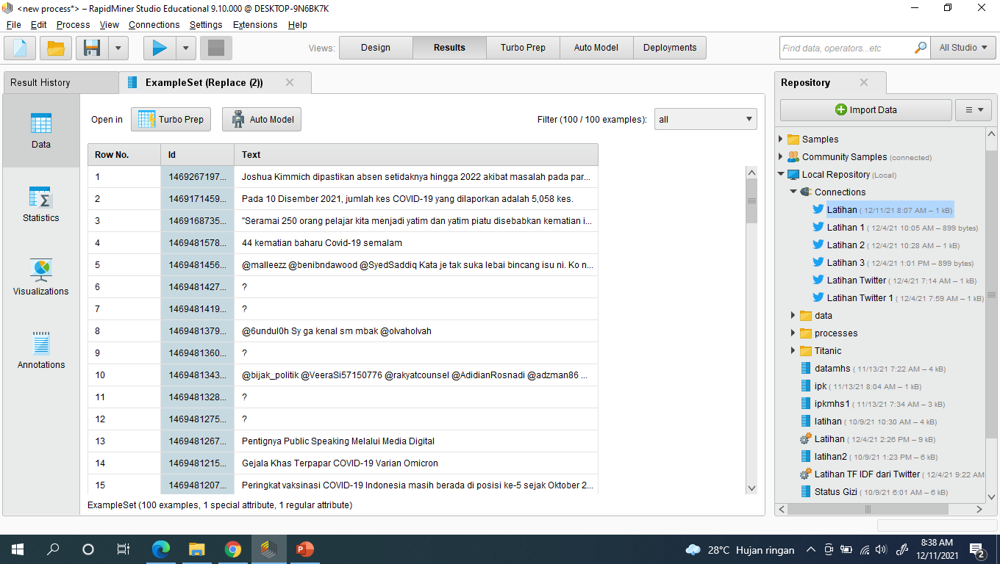 <new process*> – RapidMiner Studio Educational 9.10.000 @ DESKTOP-9N6BK7K
File Edit Process View Connections Settings Extensions Help
Views: Design Results Turbo Prep Auto Model Deployments
Find data, operators...etc
All Studio
Result History
ExampleSet (Replace (2))
Data
Statistics
Visualizations
Annotations
Open in Turbo Prep Auto Model
Filter (100 / 100 examples): all
Row No. Id Text
1 1469267197... Joshua Kimmich dipastikan absen setidaknya hingga 2022 akibat masalah pada par...
2 1469171459... Pada 10 Disember 2021, jumlah kes COVID-19 yang dilaporkan adalah 5,058 kes.
3 1469168735... "Seramai 250 orang pelajar kita menjadi yatim dan yatim piatu disebabkan kematian i...
4 1469481578... 44 kematian baharu Covid-19 semalam
5 1469481456... @malleezz @benibndawood @SyedSaddiq Kata je tak suka lebai bincang isu ni. Ko n...
6 1469481427... ?
7 1469481419... ?
8 1469481379... @6undul0h Sy ga kenal sm mbak @olvaholvah
9 1469481360... ?
10 1469481343... @bijak_politik @VeeraSi57150776 @rakyatcounsel @AdidianRosnadi @adzman86 ...
11 1469481328... ?
12 1469481275... ?
13 1469481267... Pentignya Public Speaking Melalui Media Digital
14 1469481215... Gejala Khas Terpapar COVID-19 Varian Omicron
15 1469481207... Peringkat vaksinasi COVID-19 Indonesia masih berada di posisi ke-5 sejak Oktober 2...
ExampleSet (100 examples, 1 special attribute, 1 regular attribute)
Repository
Import Data
Samples
Community Samples (connected)
Local Repository (Local)
Connections
Latihan ( 12/11/21 8:07 AM – 1 kB)
Latihan 1 ( 12/4/21 10:05 AM – 899 bytes)
Latihan 2 ( 12/4/21 10:28 AM – 1 kB)
Latihan 3 ( 12/4/21 1:01 PM – 899 bytes)
Latihan Twitter ( 12/4/21 7:14 AM – 1 kB)
Latihan Twitter 1 ( 12/4/21 7:59 AM – 1 kB)
data
processes
Titanic
datamhs ( 11/13/21 7:22 AM – 4 kB)
ipk ( 11/13/21 8:04 AM – 1 kB)
ipkmhs1 ( 11/13/21 7:34 AM – 3 kB)
latihan ( 10/9/21 10:30 AM – 4 kB)
Latihan ( 12/4/21 2:26 PM – 9 kB)
latihan2 ( 10/9/21 1:23 PM – 6 kB)
Latihan TF IDF dari Twitter ( 12/4/21 9:22 AM
Status Gizi ( 10/9/21 6:01 AM – 6 kB)
28°C Hujan ringan
8:38 AM
12/11/2021
2